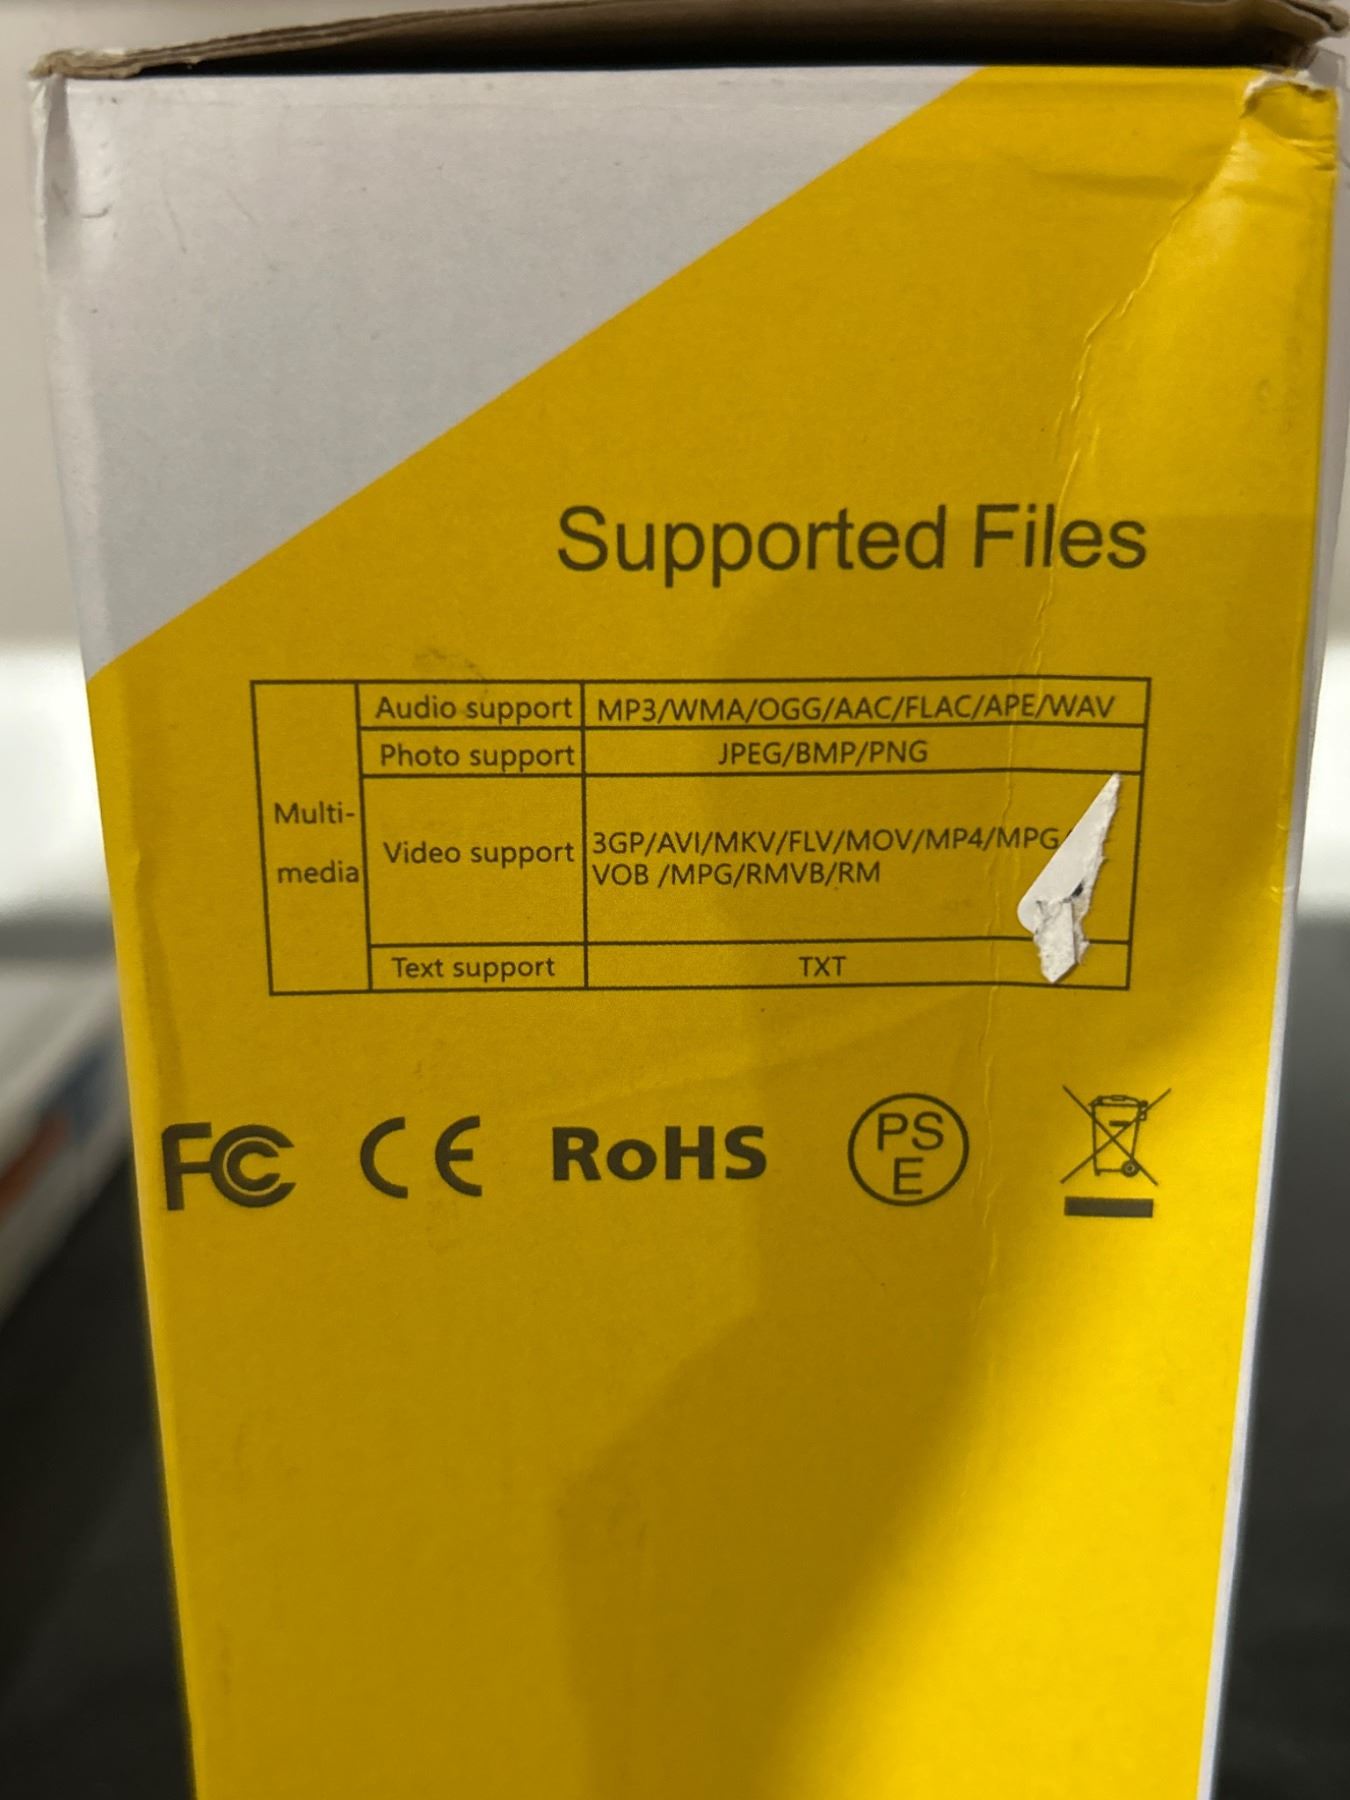 Supported Files
Multi-
media
Audio support MP3/WMA/OGG/AAC/FLAC/APE/WAV
Photo support JPEG/BMP/PNG
Video support 3GP/AVI/MKV/FLV/MOV/MP4/MPG/
VOB /MPG/RMVB/RM
Text support TXT
FC CE RoHS PS
E